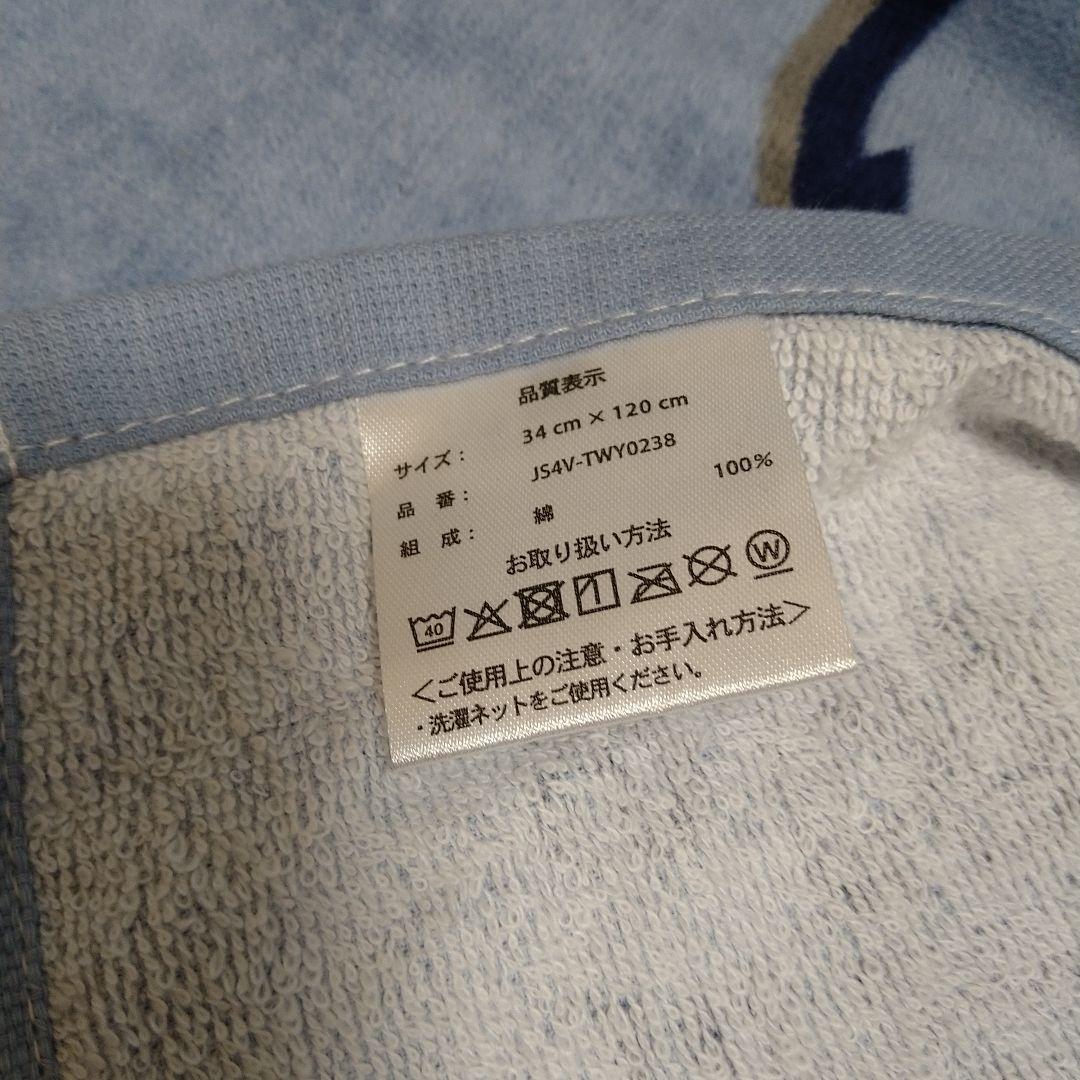 品質表示
サイズ： 34 cm × 120 cm
品 番： JS4V-TWY0238
組 成： 綿 100%
お取り扱い方法
40 W
＜ご使用上の注意・お手入れ方法＞
・洗濯ネットをご使用ください。